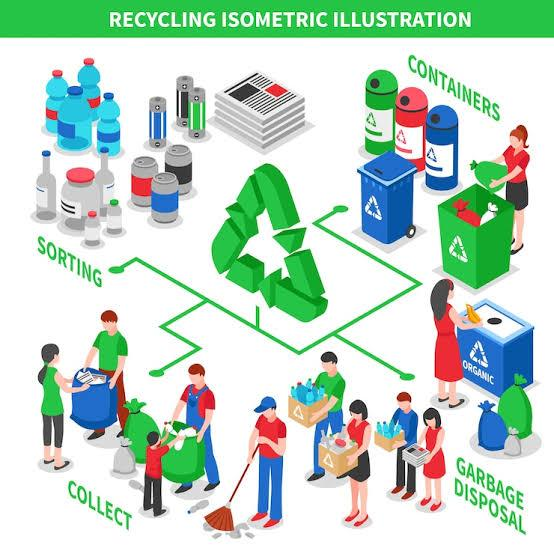 RECYCLING ISOMETRIC ILLUSTRATION
CONTAINERS
SORTING
ORGANIC
COLLECT
GARBAGE
DISPOSAL